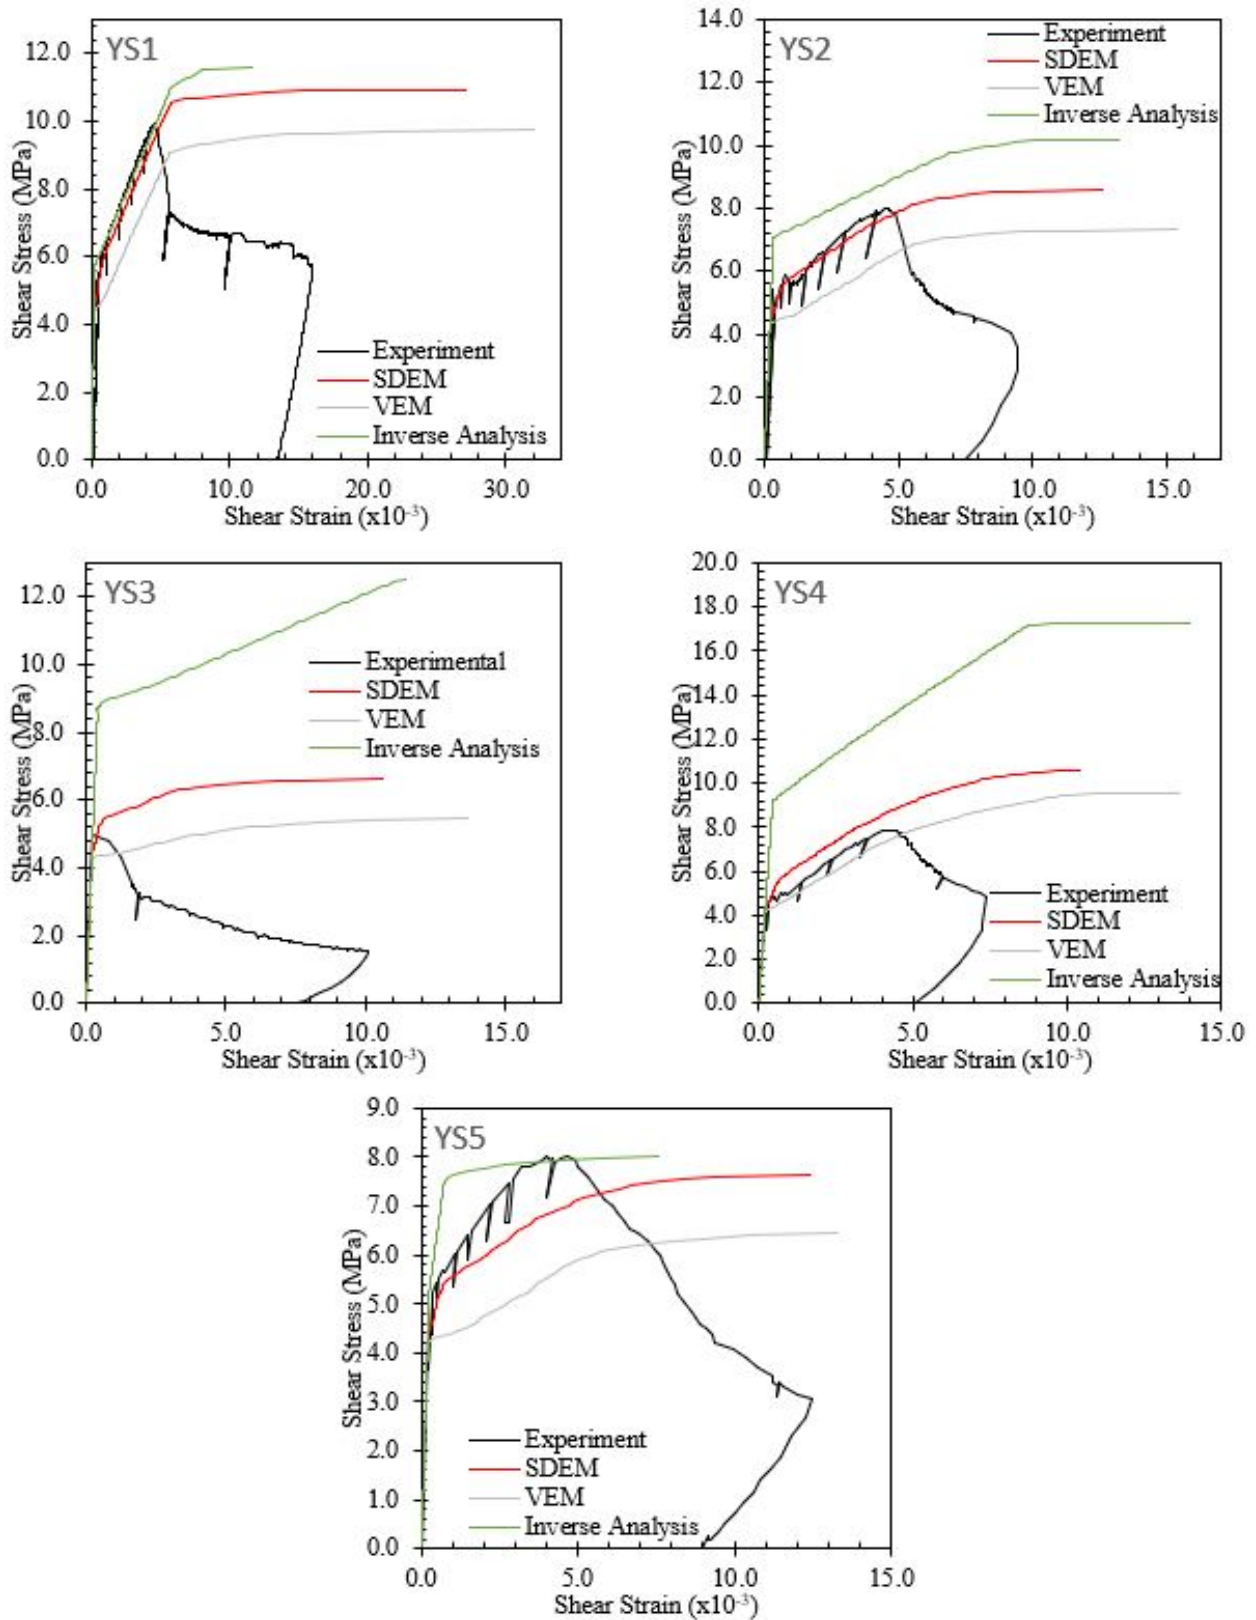 YS1
12.0
10.0
8.0
6.0
4.0
2.0
0.0
Shear Stress (MPa)
Experiment
SDEM
VEM
Inverse Analysis
0.0 10.0 20.0 30.0
Shear Strain (x10-3)
YS2
14.0
12.0
10.0
8.0
6.0
4.0
2.0
0.0
Shear Stress (MPa)
Experiment
SDEM
VEM
Inverse Analysis
0.0 5.0 10.0 15.0
Shear Strain (x10-3)
YS3
12.0
10.0
8.0
6.0
4.0
2.0
0.0
Shear Stress (MPa)
Experimental
SDEM
VEM
Inverse Analysis
0.0 5.0 10.0 15.0
Shear Strain (x10-3)
YS4
20.0
18.0
16.0
14.0
12.0
10.0
8.0
6.0
4.0
2.0
0.0
Shear Stress (MPa)
Experiment
SDEM
VEM
Inverse Analysis
0.0 5.0 10.0 15.0
Shear Strain (x10-3)
YS5
9.0
8.0
7.0
6.0
5.0
4.0
3.0
2.0
1.0
0.0
Shear Stress (MPa)
Experiment
SDEM
VEM
Inverse Analysis
0.0 5.0 10.0 15.0
Shear Strain (x10-3)